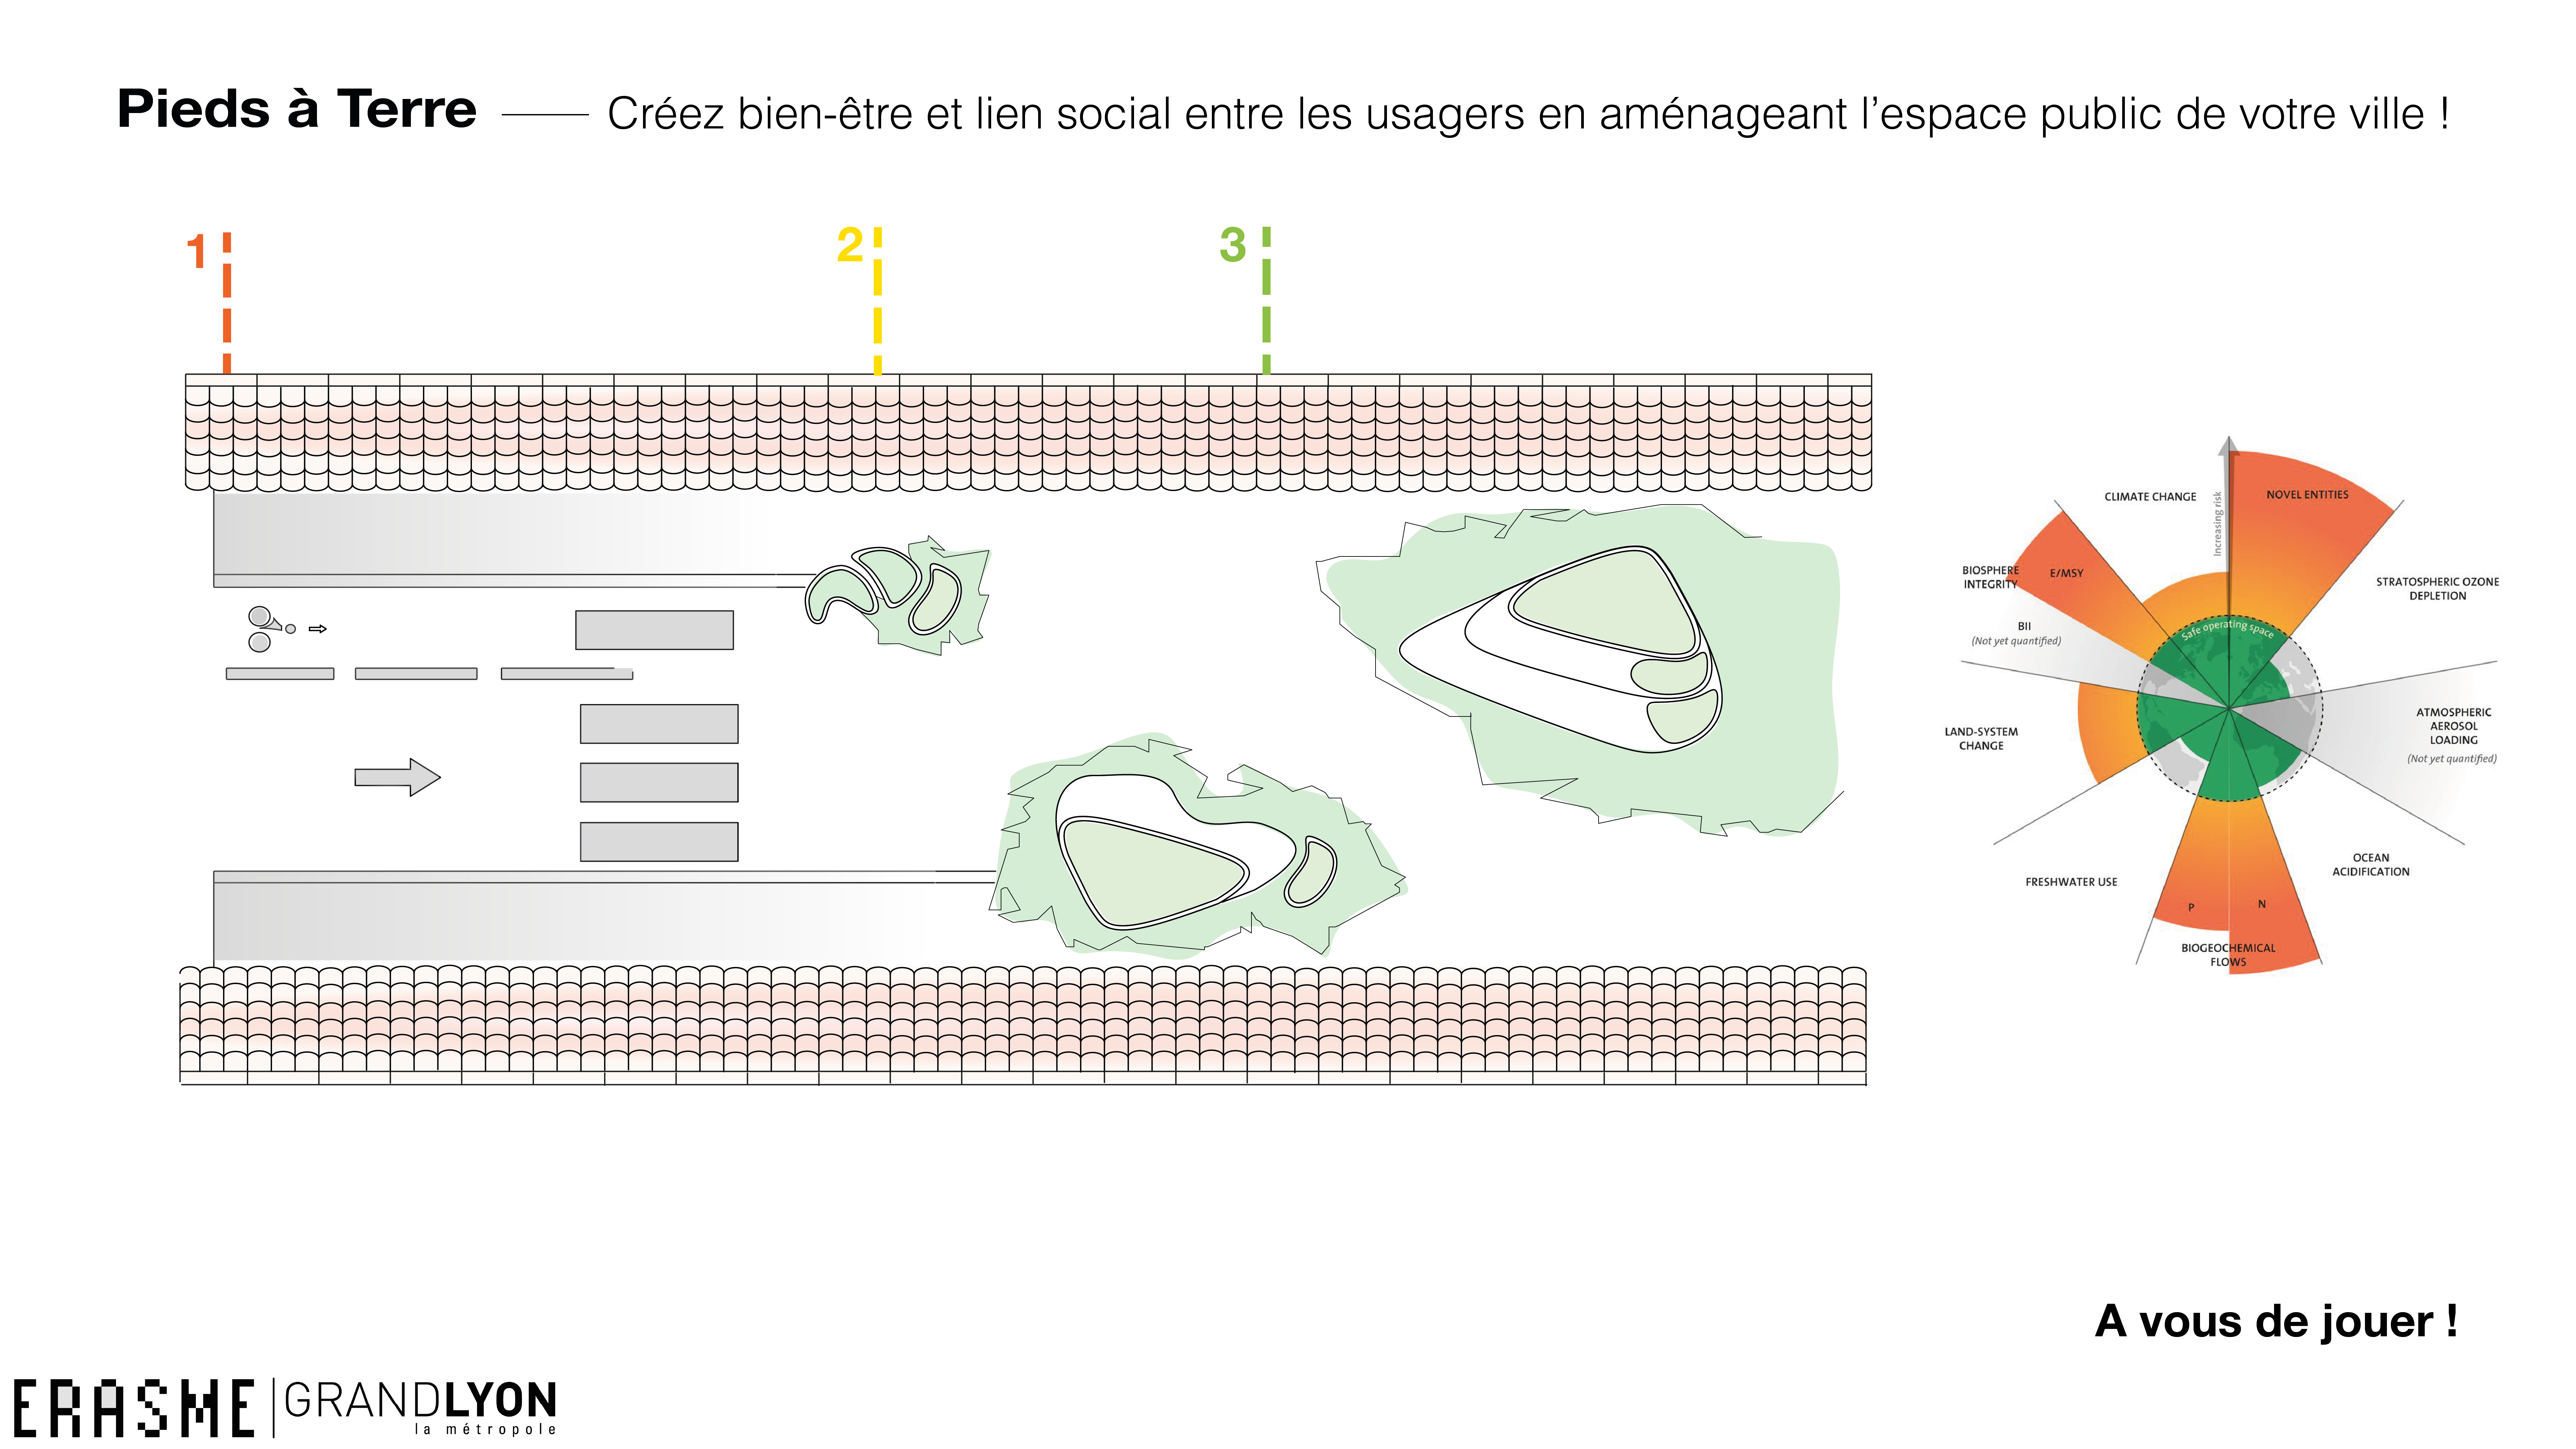 Pieds à Terre —— Créez bien-être et lien social entre les usagers en aménageant l’espace public de votre ville !
1
2
3
CLIMATE CHANGE
Increasing risk
NOVEL ENTITIES
BIOSPHERE
INTEGRITY
E/MSY
STRATOSPHERIC OZONE
DEPLETION
Safe operating space
BII
(Not yet quantified)
LAND-SYSTEM
CHANGE
ATMOSPHERIC
AEROSOL
LOADING
(Not yet quantified)
FRESHWATER USE
OCEAN
ACIDIFICATION
P
N
BIOGEOCHEMICAL
FLOWS
A vous de jouer !
ERASME | GRANDLYON
la métropole